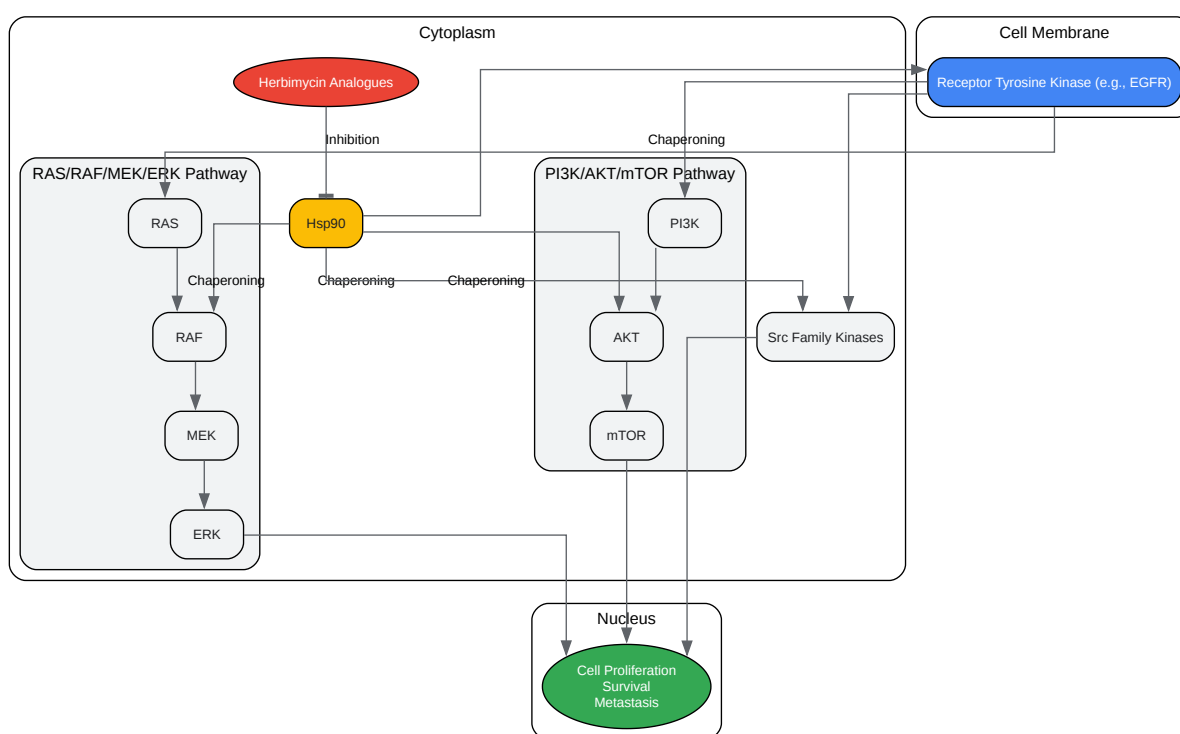 Cytoplasm
Cell Membrane
Herbimycin Analogues
Receptor Tyrosine Kinase (e.g., EGFR)
Inhibition
Chaperoning
RAS/RAF/MEK/ERK Pathway
PI3K/AKT/mTOR Pathway
RAS
Hsp90
PI3K
Chaperoning
Chaperoning
Chaperoning
RAF
AKT
Src Family Kinases
MEK
mTOR
ERK
Nucleus
Cell Proliferation
Survival
Metastasis